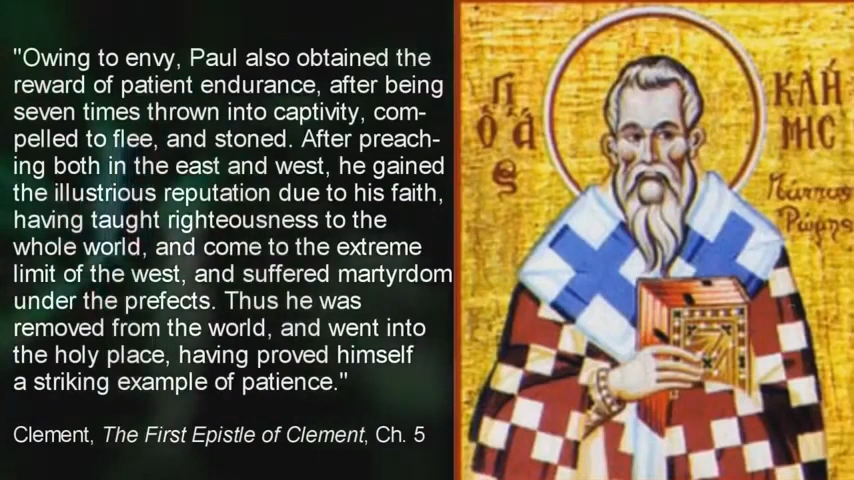 "Owing to envy, Paul also obtained the
reward of patient endurance, after being
seven times thrown into captivity, com-
pelled to flee, and stoned. After preach-
ing both in the east and west, he gained
the illustrious reputation due to his faith,
having taught righteousness to the
whole world, and come to the extreme
limit of the west, and suffered martyrdom
under the prefects. Thus he was
removed from the world, and went into
the holy place, having proved himself
a striking example of patience."
Clement, The First Epistle of Clement, Ch. 5
ΚΛΉ
ΜΗC
Πάππας
Ῥώμης